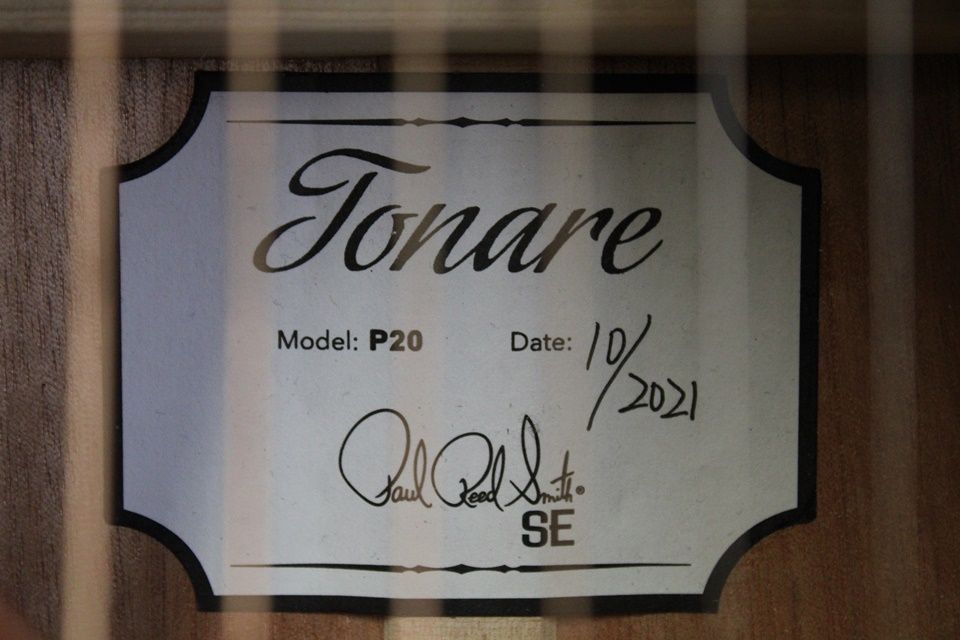 Tonare
Model: P20 Date: 10/2021
Paul Reed Smith®
SE